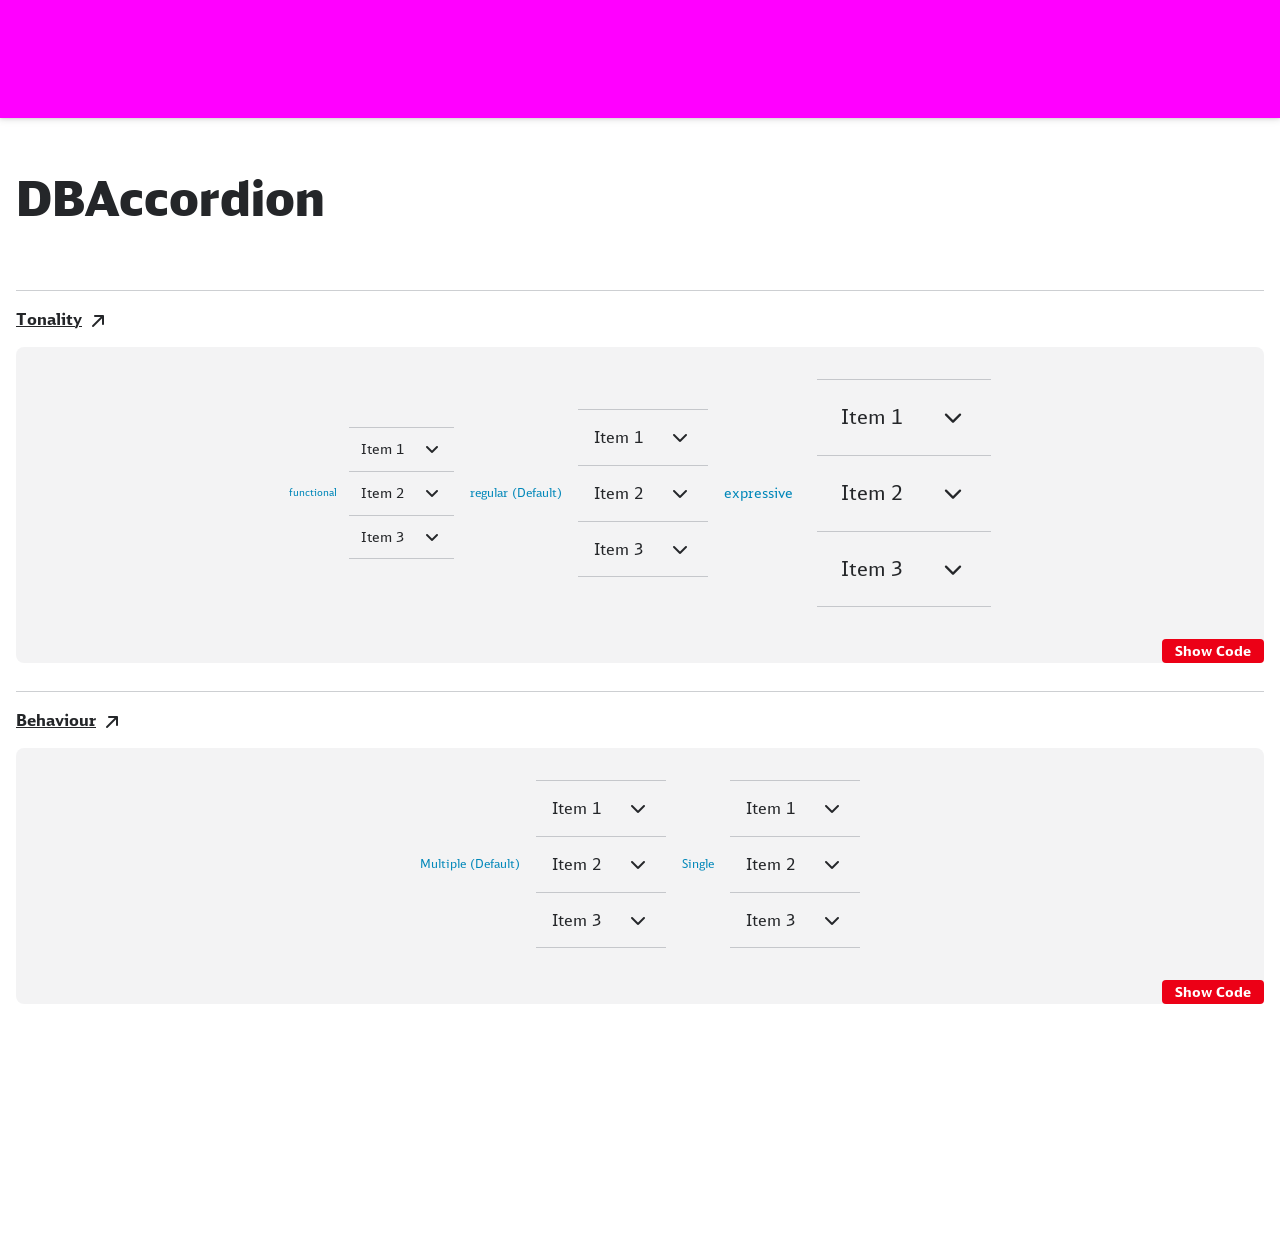 DBAccordion
Tonality
functional
Item 1
Item 2
Item 3
regular (Default)
Item 1
Item 2
Item 3
expressive
Item 1
Item 2
Item 3
Show Code
Behaviour
Multiple (Default)
Item 1
Item 2
Item 3
Single
Item 1
Item 2
Item 3
Show Code